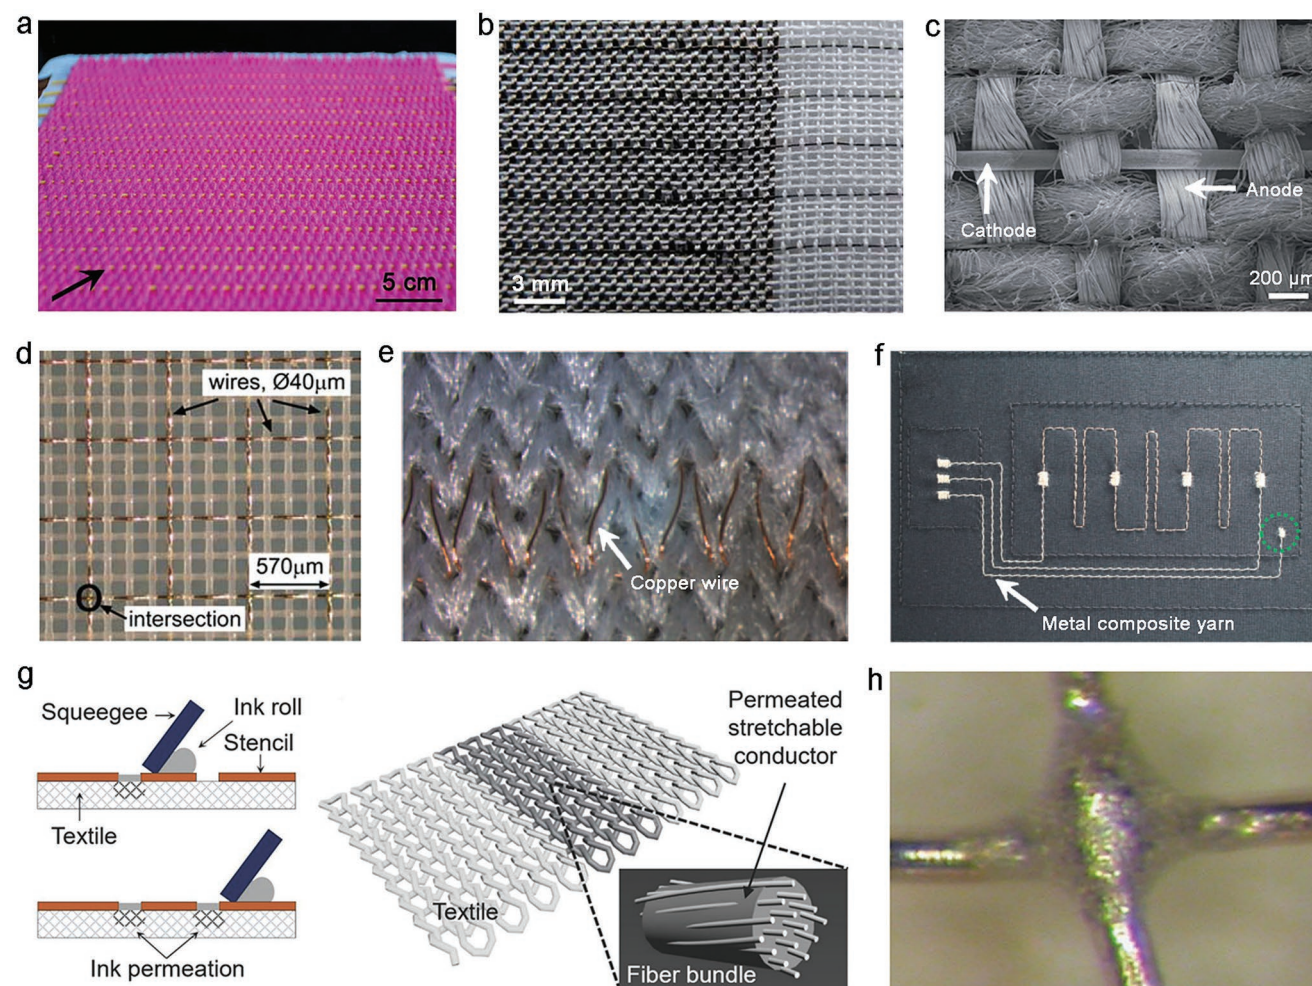 a
5 cm
b
3 mm
c
Cathode
Anode
200 µm
d
wires, Ø40µm
570µm
intersection
e
Copper wire
f
Metal composite yarn
g
Squeegee
Ink roll
Stencil
Textile
Ink permeation
Textile
Permeated
stretchable
conductor
Fiber bundle
h